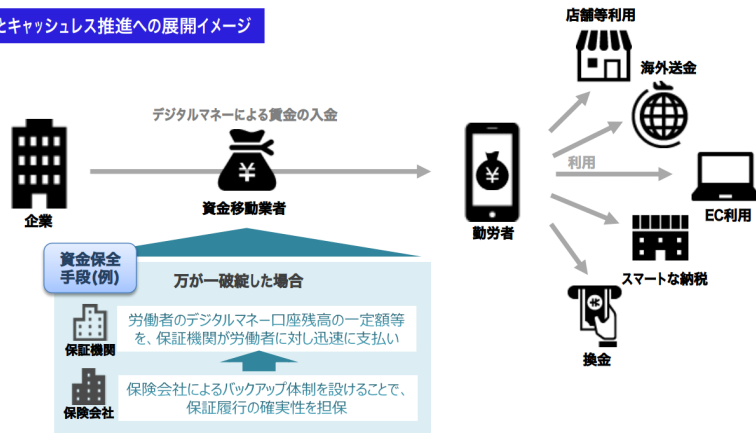 とキャッシュレス推進への展開イメージ
店舗等利用
海外送金
デジタルマネーによる賃金の入金
¥
¥
利用
企業
資金移動業者
勤労者
EC利用
スマートな納税
換金
資金保全
手段(例)
万が一破綻した場合
保証機関
労働者のデジタルマネー口座残高の一定額等
を、保証機関が労働者に対し迅速に支払い
保険会社
保険会社によるバックアップ体制を設けることで、
保証履行の確実性を担保